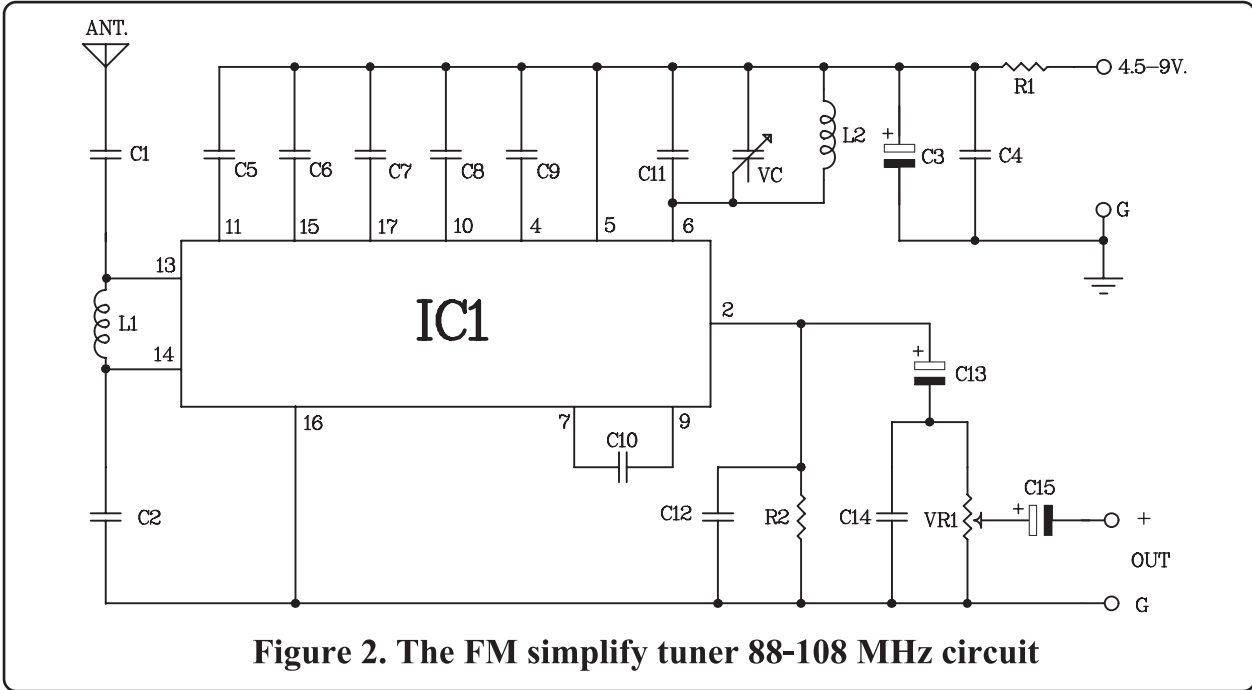 ANT.
4.5-9V.
R1
C1
C5
C6
C7
C8
C9
C11
VC
L2
+
C3
C4
G
11
15
17
10
4
5
6
13
L1
14
IC1
2
+
C13
16
7
C10
9
C2
C12
R2
C14
VR1
+
C15
+
OUT
G
Figure 2. The FM simplify tuner 88-108 MHz circuit